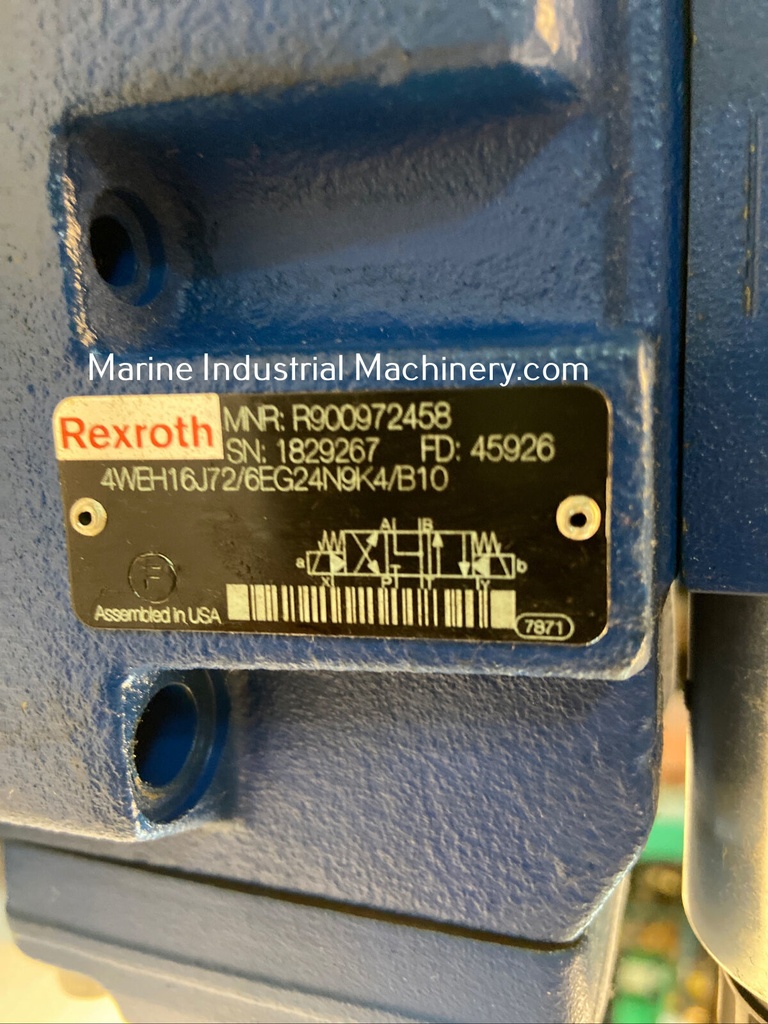 Marine Industrial Machinery.com
Rexroth
MNR: R900972458
SN: 1829267 FD: 45926
4WEH16J72/6EG24N9K4/B10
A B
a b
X P T Y
F
Assembled in USA
7871